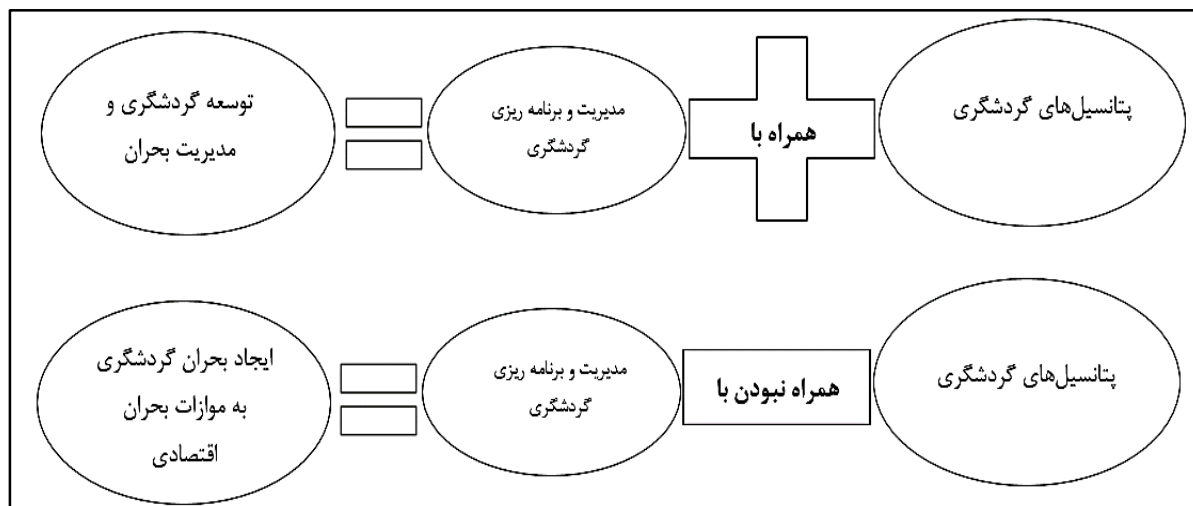 پتانسیل‌های گردشگری
همراه با
مدیریت و برنامه ریزی
گردشگری
توسعه گردشگری و
مدیریت بحران
پتانسیل‌های گردشگری
همراه نبودن با
مدیریت و برنامه ریزی
گردشگری
ایجاد بحران گردشگری
به موازات بحران
اقتصادی